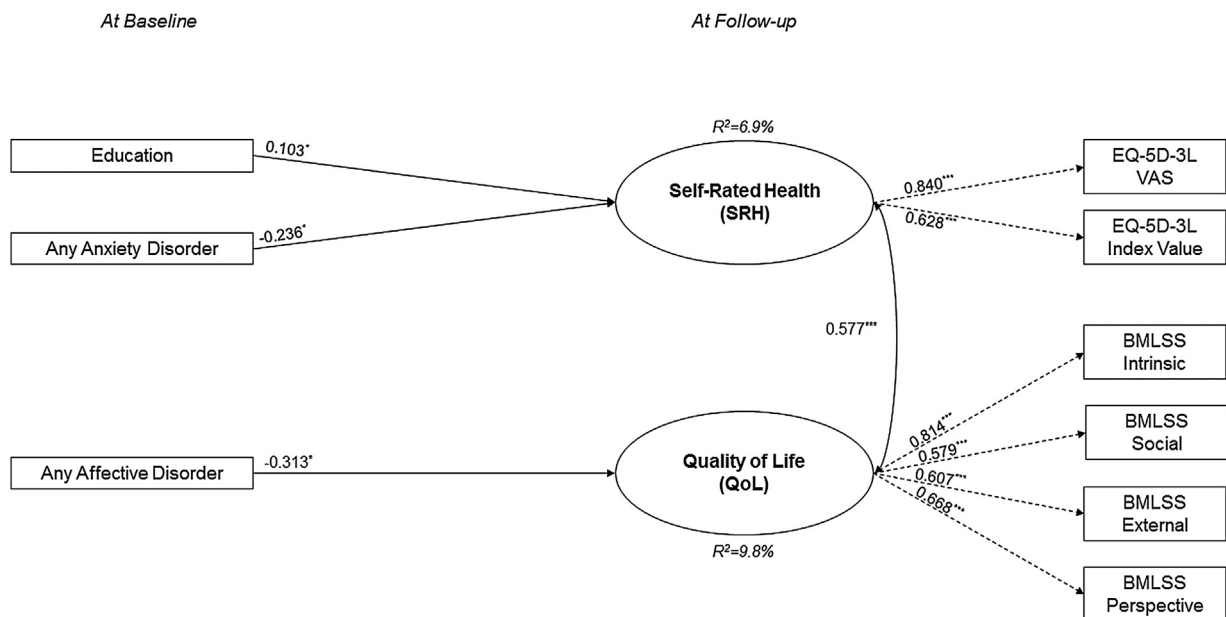 At Baseline
At Follow-up
R²=6.9%
Education
0.103*
Self-Rated Health
(SRH)
0.840***
EQ-5D-3L
VAS
Any Anxiety Disorder
-0.236*
0.628***
EQ-5D-3L
Index Value
0.577***
BMLSS
Intrinsic
0.814***
BMLSS
Social
0.579***
Any Affective Disorder
-0.313*
Quality of Life
(QoL)
0.607***
0.668***
BMLSS
External
R²=9.8%
BMLSS
Perspective